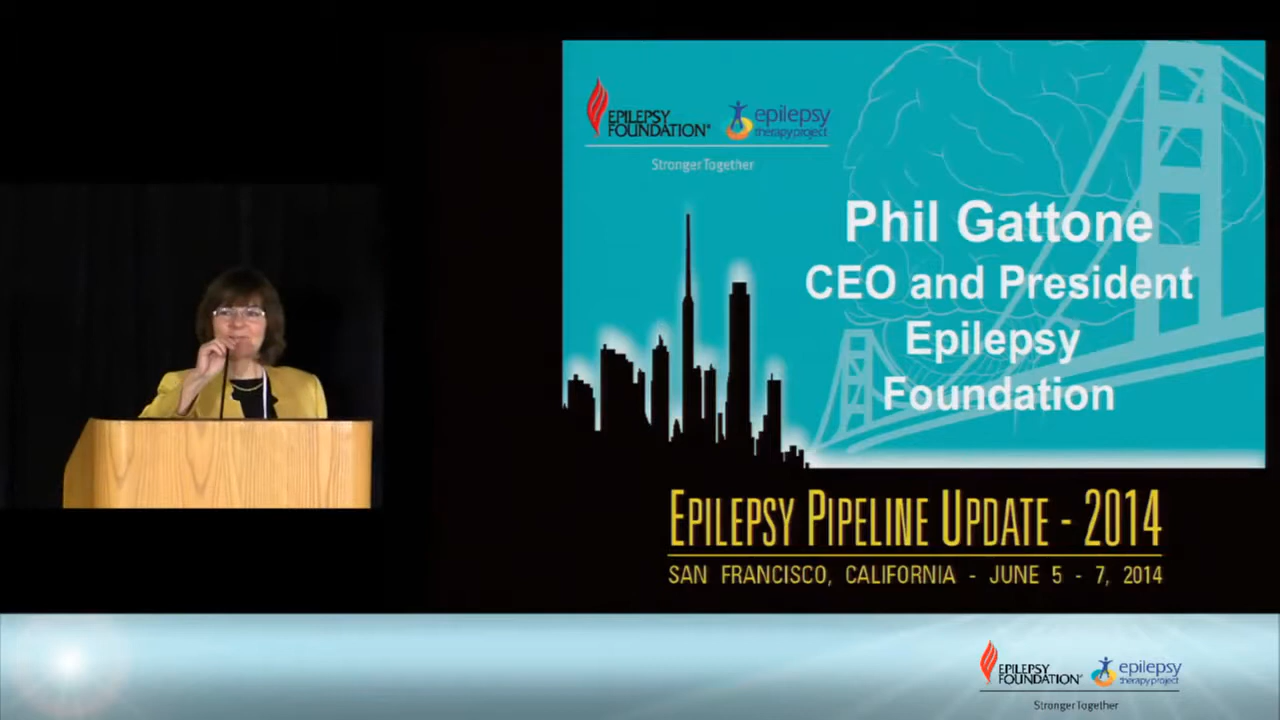 EPILEPSY
FOUNDATION®
epilepsy
therapy project
Stronger Together
Phil Gattone
CEO and President
Epilepsy
Foundation
EPILEPSY PIPELINE UPDATE - 2014
SAN FRANCISCO, CALIFORNIA - JUNE 5 - 7, 2014
EPILEPSY
FOUNDATION®
epilepsy
therapy project
Stronger Together